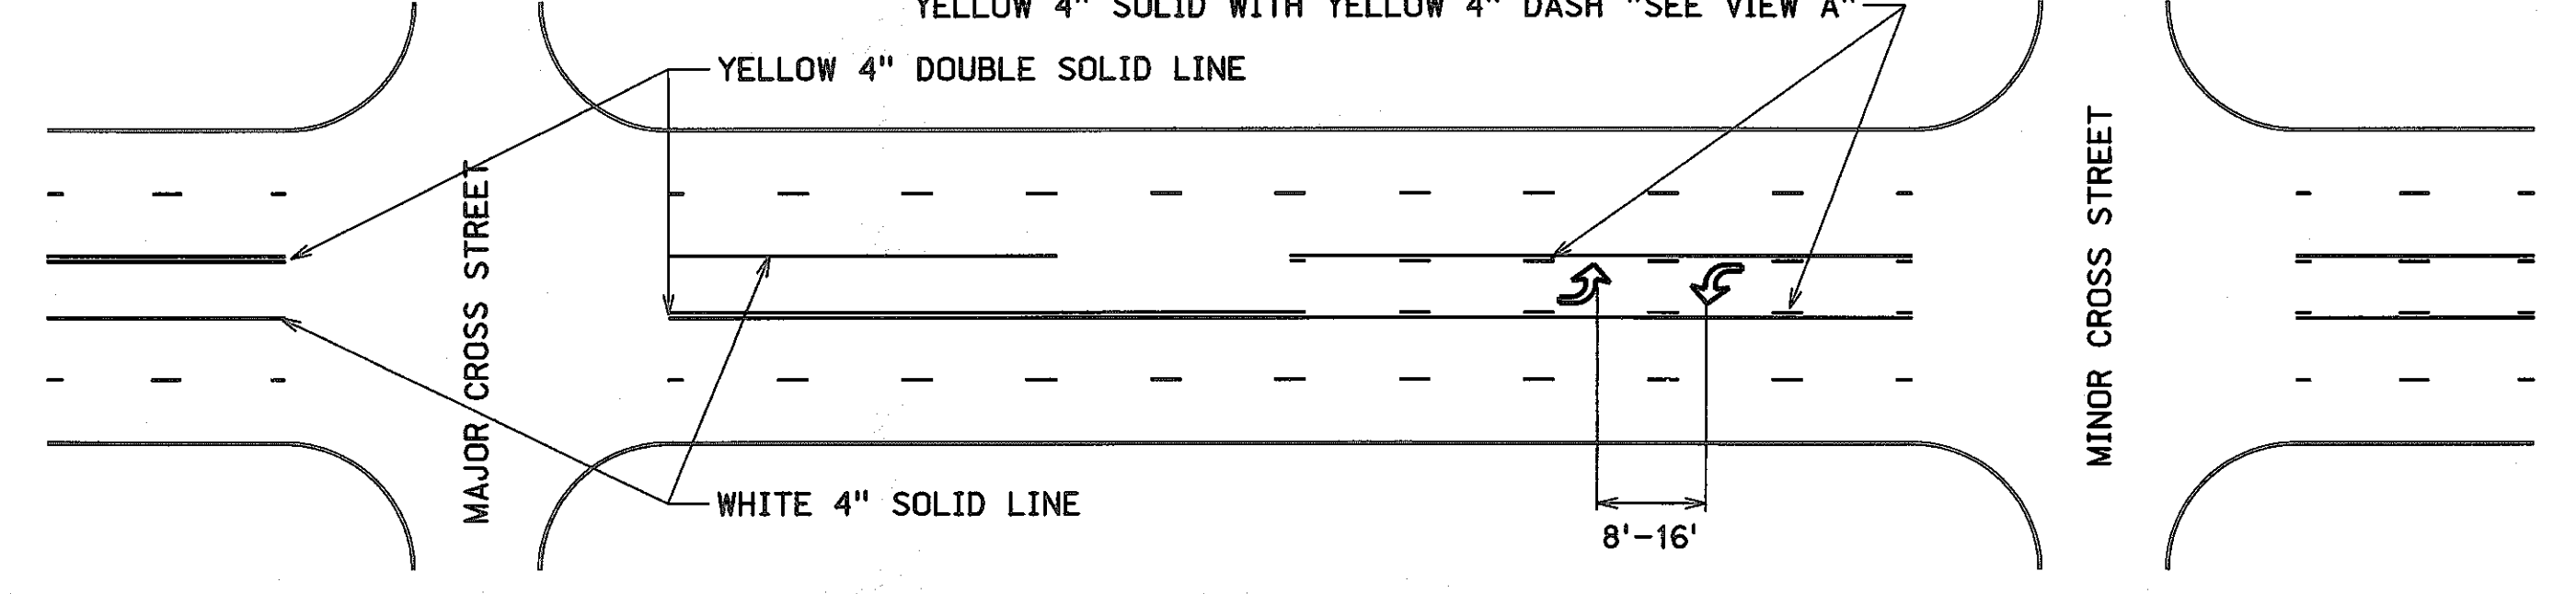 YELLOW 4" SOLID WITH YELLOW 4" DASH "SEE VIEW A"
YELLOW 4" DOUBLE SOLID LINE
MAJOR CROSS STREET
MINOR CROSS STREET
WHITE 4" SOLID LINE
8'-16'